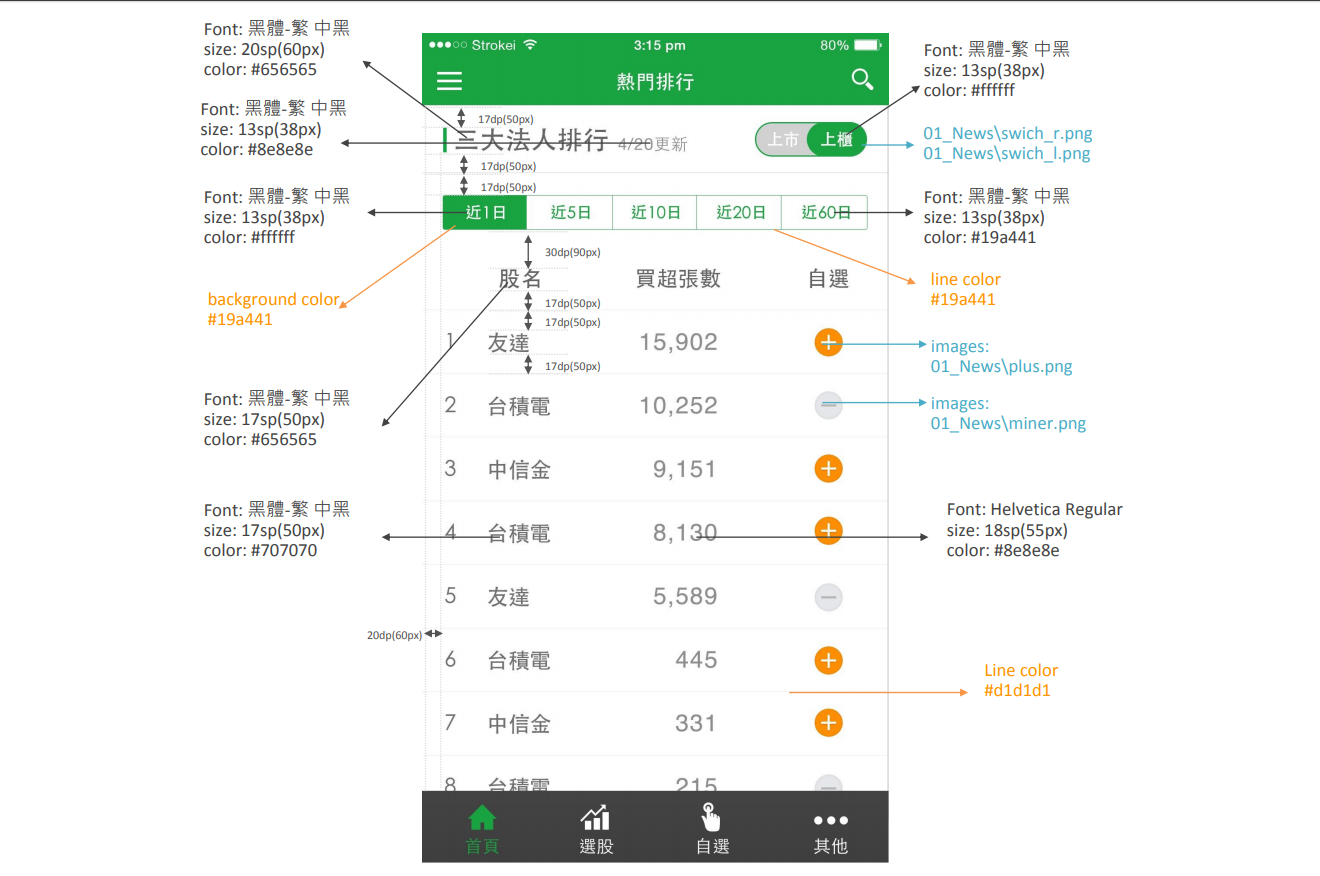 Font: 黑體-繁 中黑
size: 20sp(60px)
color: #656565
Font: 黑體-繁 中黑
size: 13sp(38px)
color: #8e8e8e
Font: 黑體-繁 中黑
size: 13sp(38px)
color: #ffffff
background color
#19a441
Font: 黑體-繁 中黑
size: 17sp(50px)
color: #656565
Font: 黑體-繁 中黑
size: 17sp(50px)
color: #707070
Strokei 3:15 pm 80%
熱門排行
17dp(50px)
三大法人排行 4/20更新 上市 上櫃
17dp(50px)
17dp(50px)
近1日 近5日 近10日 近20日 近60日
30dp(90px)
股名 買超張數 自選
17dp(50px)
17dp(50px)
1 友達 15,902
17dp(50px)
2 台積電 10,252
3 中信金 9,151
4 台積電 8,130
5 友達 5,589
20dp(60px)
6 台積電 445
7 中信金 331
8 台積電 215
首頁 選股 自選 其他
Font: 黑體-繁 中黑
size: 13sp(38px)
color: #ffffff
01_News\swich_r.png
01_News\swich_l.png
Font: 黑體-繁 中黑
size: 13sp(38px)
color: #19a441
line color
#19a441
images:
01_News\plus.png
images:
01_News\miner.png
Font: Helvetica Regular
size: 18sp(55px)
color: #8e8e8e
Line color
#d1d1d1